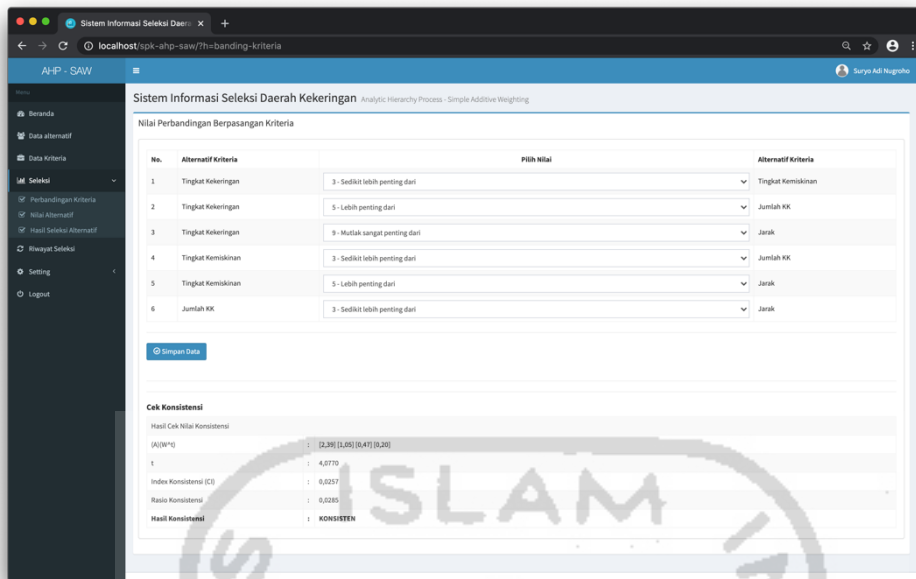 Sistem Informasi Seleksi Daera
localhost/spk-ahp-saw/?h=banding-kriteria
AHP - SAW
Suryo Adi Nugroho
Menu
Beranda
Data alternatif
Data Kriteria
Seleksi
Perbandingan Kriteria
Nilai Alternatif
Hasil Seleksi Alternatif
Riwayat Seleksi
Setting
Logout
Sistem Informasi Seleksi Daerah Kekeringan Analytic Hierarchy Process - Simple Additive Weighting
Nilai Perbandingan Berpasangan Kriteria
No. Alternatif Kriteria Pilih Nilai Alternatif Kriteria
1 Tingkat Kekeringan 3 - Sedikit lebih penting dari Tingkat Kemiskinan
2 Tingkat Kekeringan 5 - Lebih penting dari Jumlah KK
3 Tingkat Kekeringan 9 - Mutlak sangat penting dari Jarak
4 Tingkat Kemiskinan 3 - Sedikit lebih penting dari Jumlah KK
5 Tingkat Kemiskinan 5 - Lebih penting dari Jarak
6 Jumlah KK 3 - Sedikit lebih penting dari Jarak
Simpan Data
Cek Konsistensi
Hasil Cek Nilai Konsistensi
(A)(W^t) : [2,39] [1,05] [0,47] [0,20]
t : 4,0770
Index Konsistensi (CI) : 0,0257
Rasio Konsistensi : 0,0285
Hasil Konsistensi : KONSISTEN
ISLAM